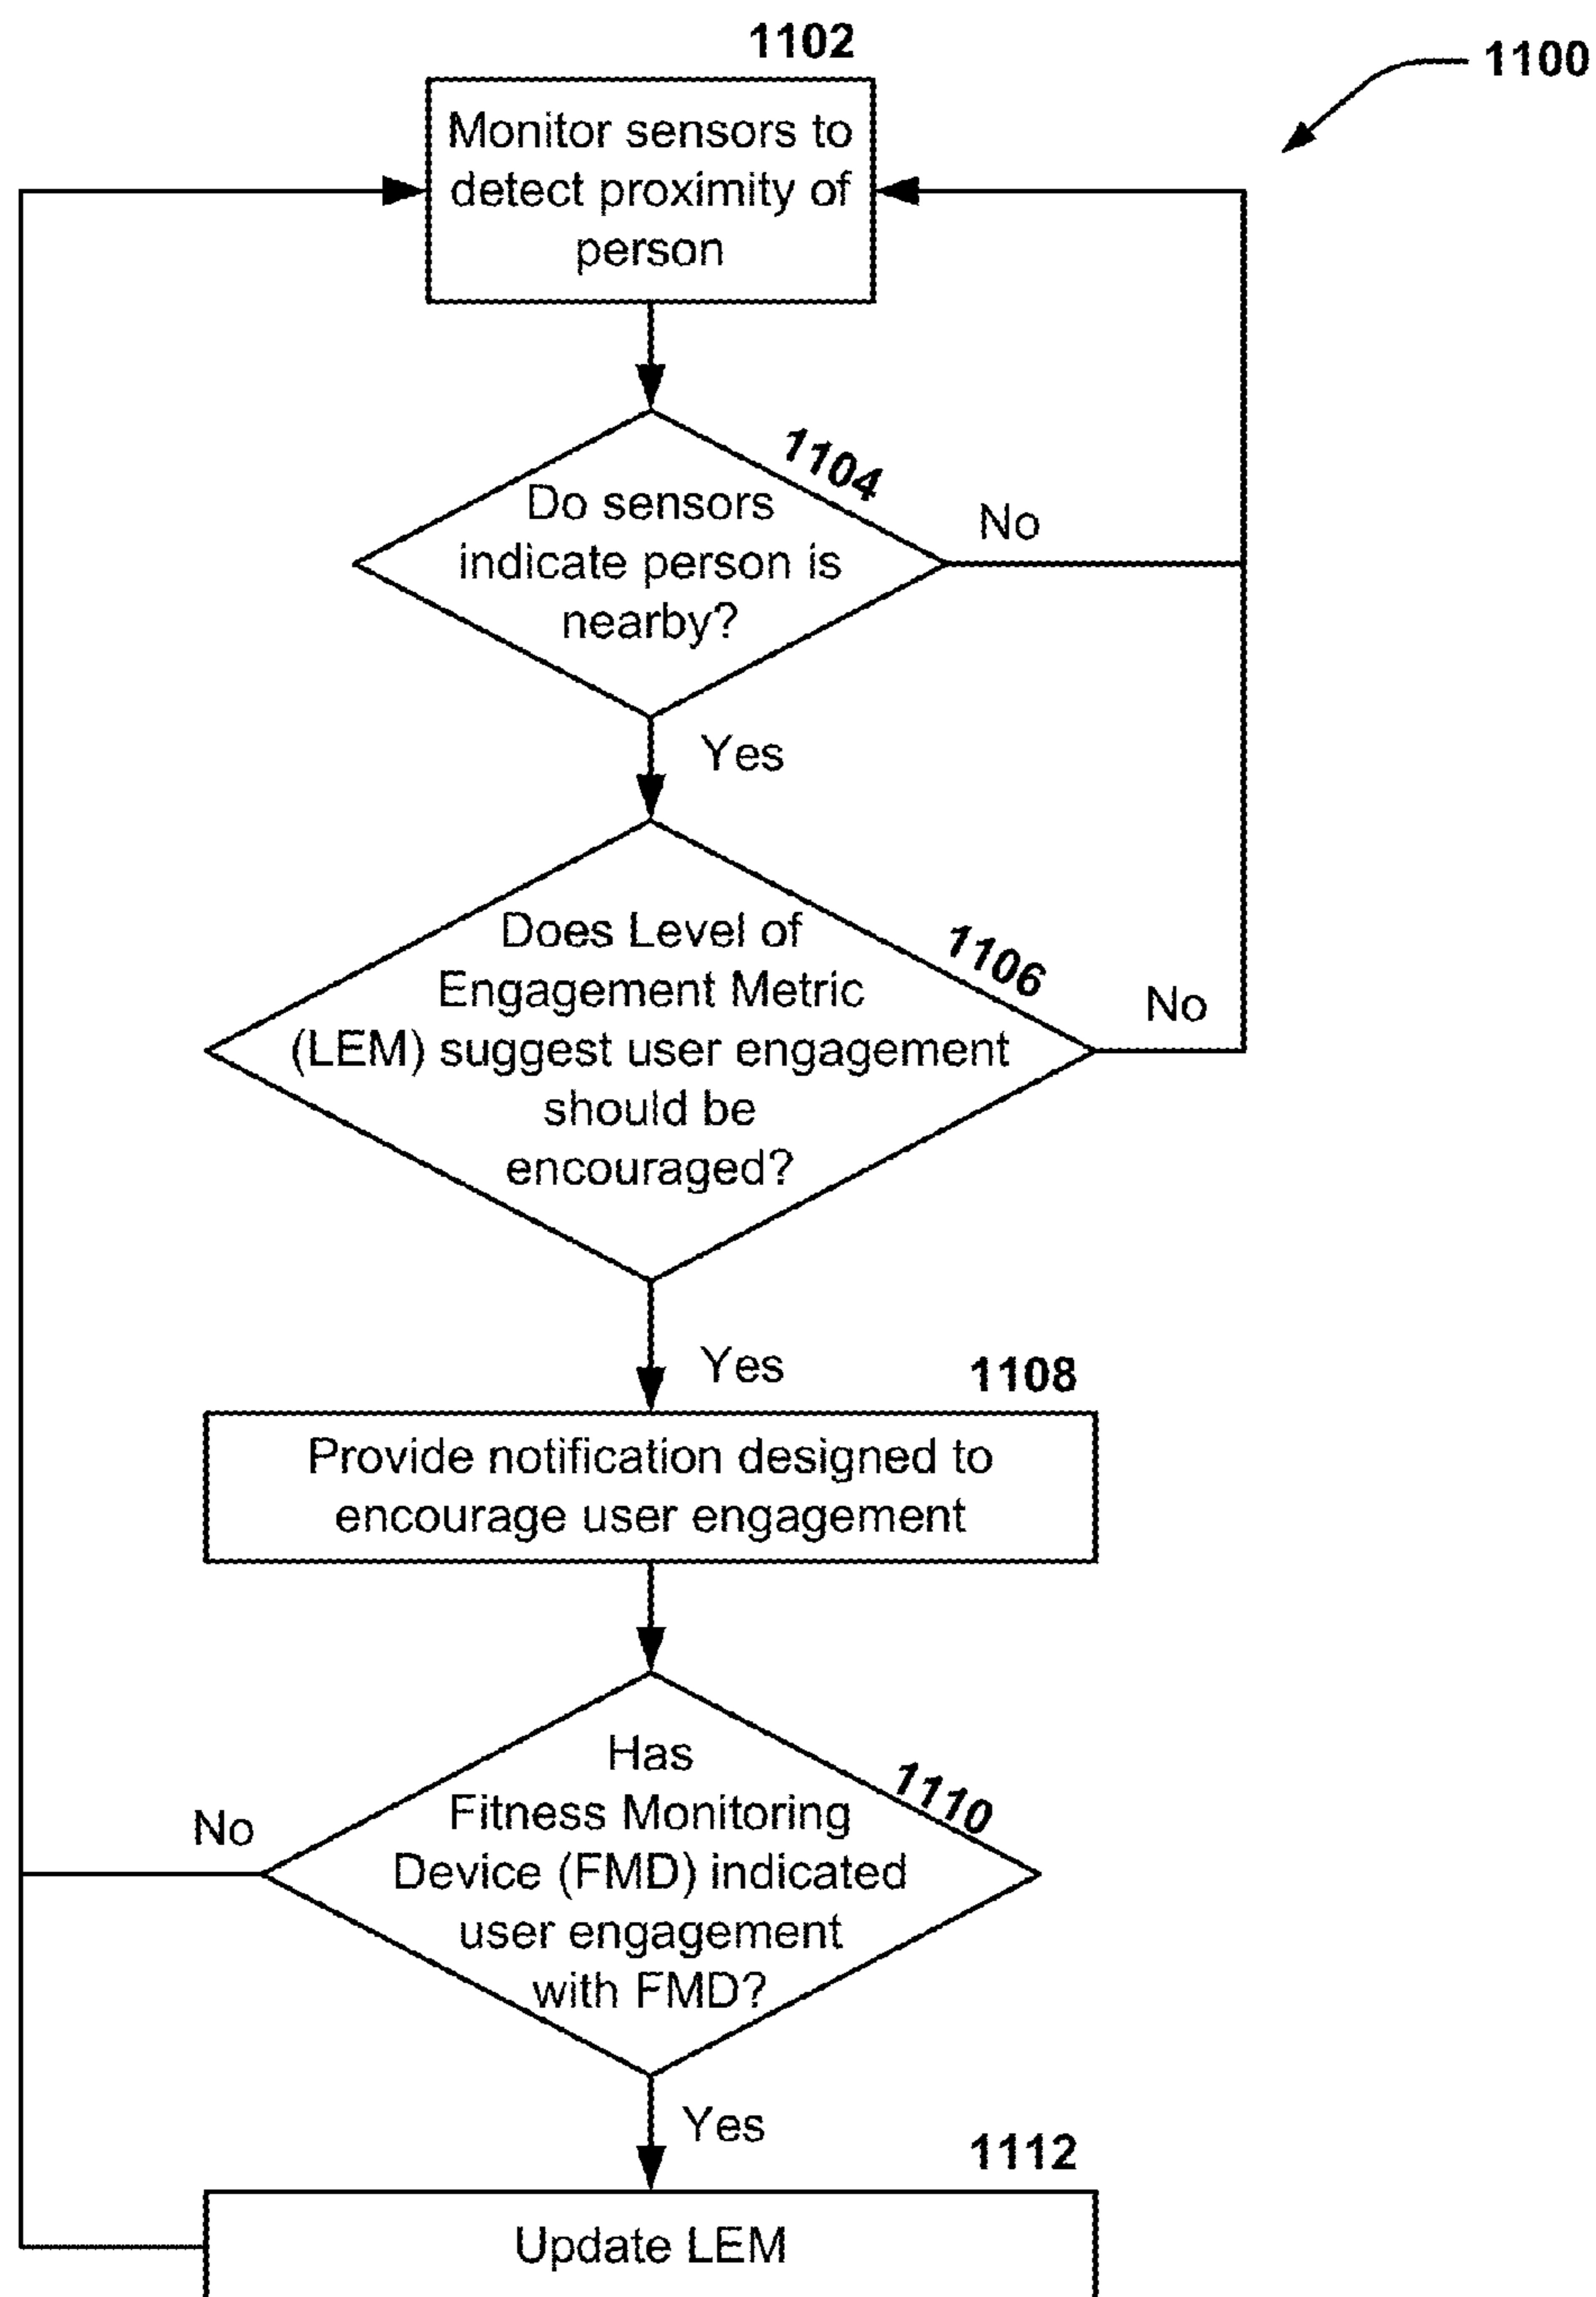 1102
1100
Monitor sensors to
detect proximity of
person
1104
Do sensors
indicate person is
nearby?
No
Yes
1106
Does Level of
Engagement Metric
(LEM) suggest user engagement
should be
encouraged?
No
Yes
1108
Provide notification designed to
encourage user engagement
1110
Has
Fitness Monitoring
Device (FMD) indicated
user engagement
with FMD?
No
Yes
1112
Update LEM